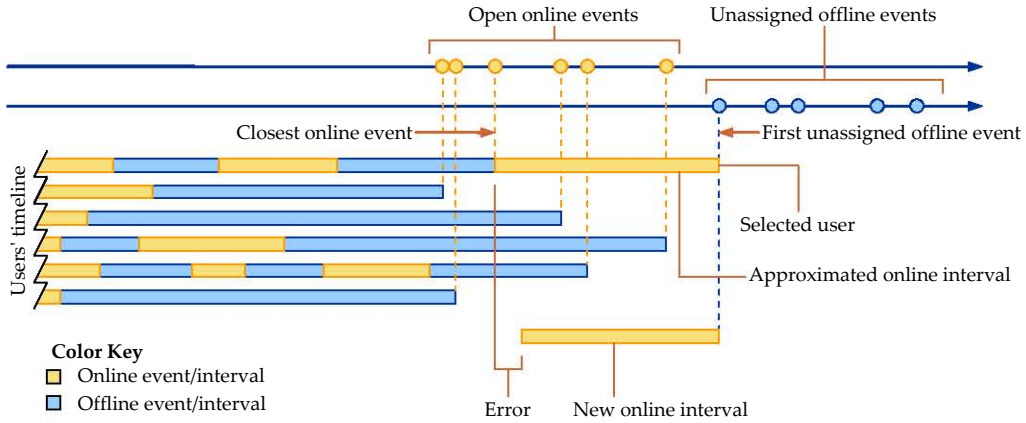 Open online events
Unassigned offline events
Closest online event
First unassigned offline event
Users' timeline
Selected user
Approximated online interval
Color Key
Online event/interval
Offline event/interval
Error
New online interval